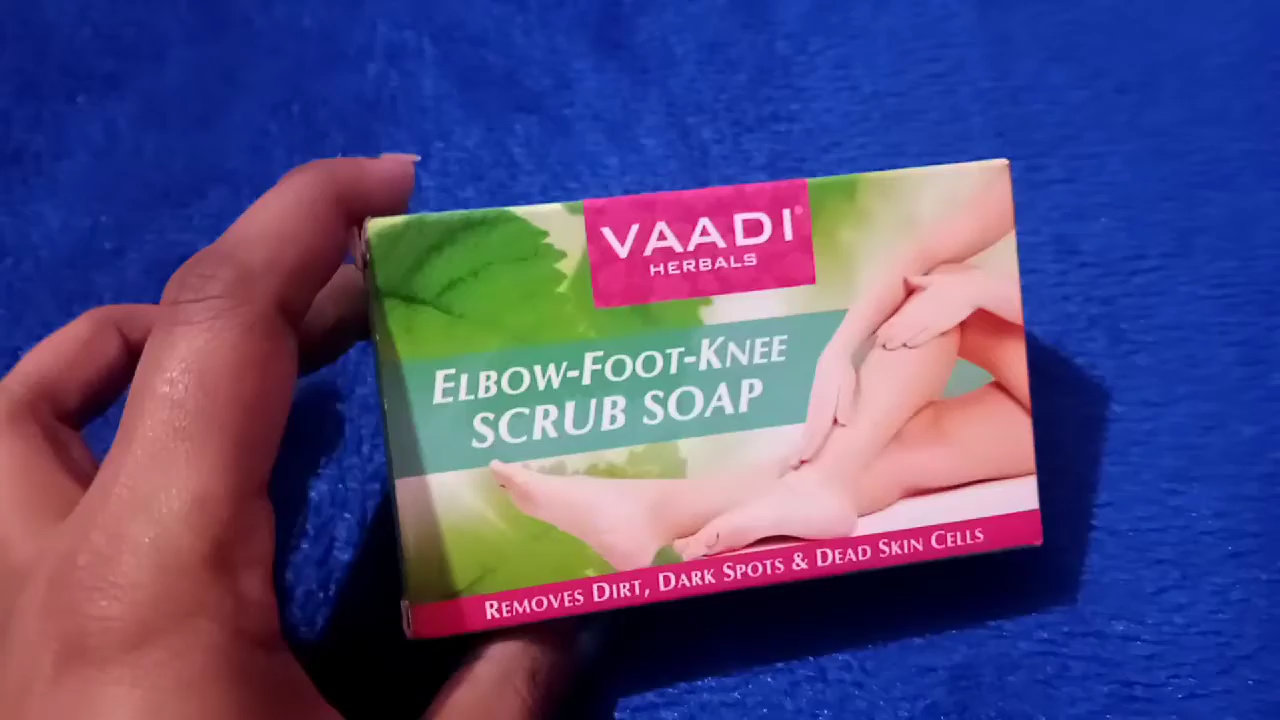 VAADI®
HERBALS
ELBOW-FOOT-KNEE
SCRUB SOAP
REMOVES DIRT, DARK SPOTS & DEAD SKIN CELLS